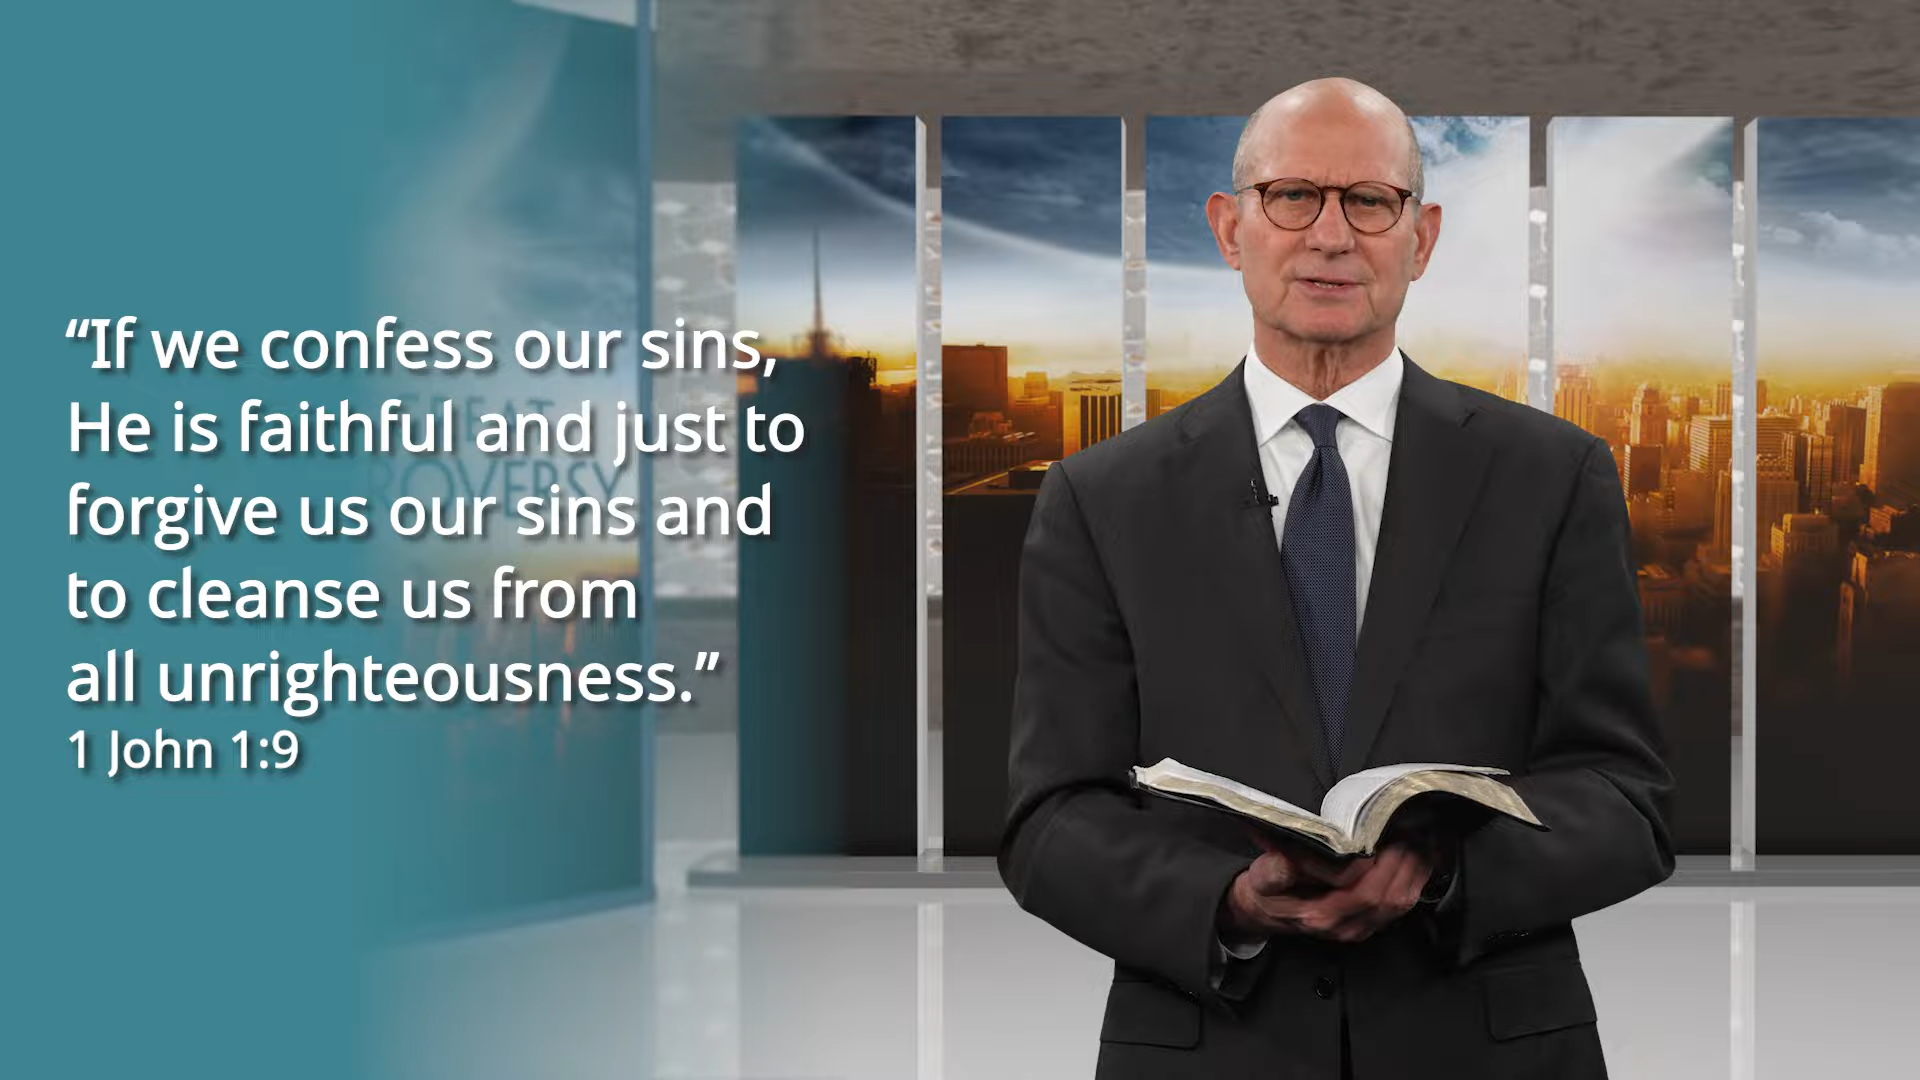 “If we confess our sins,
He is faithful and just to
forgive us our sins and
to cleanse us from
all unrighteousness.”
1 John 1:9